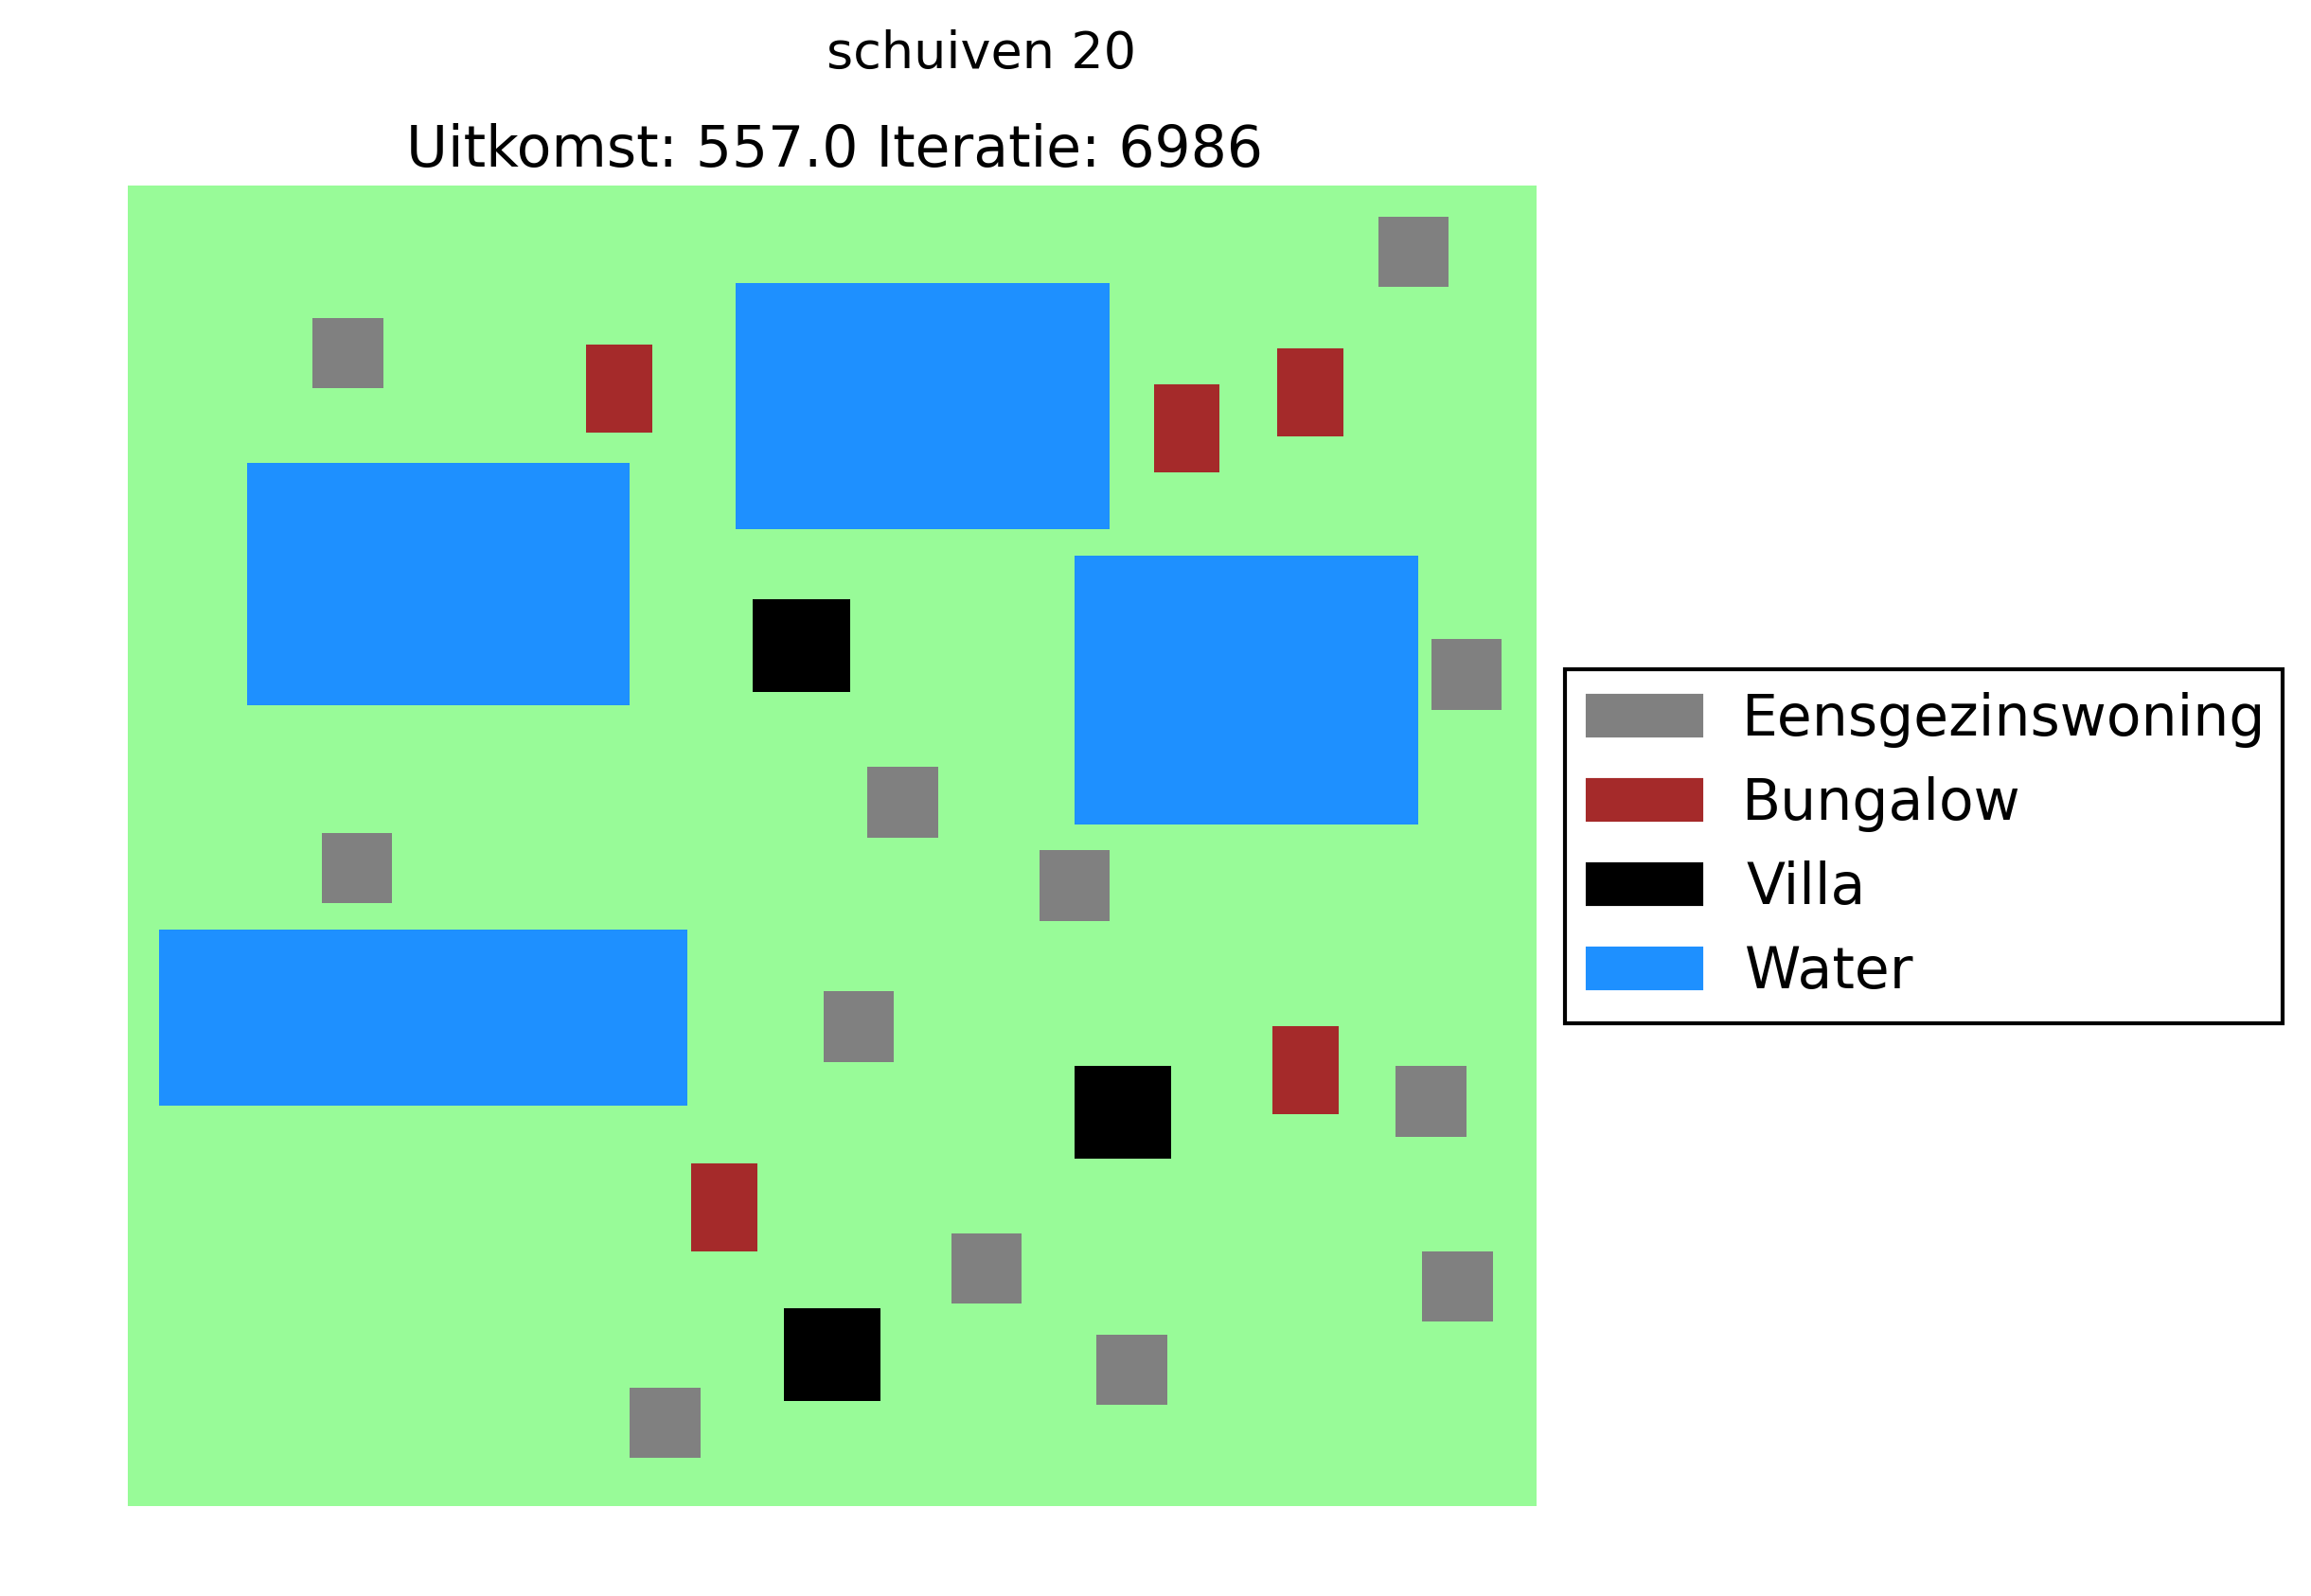 schuiven 20
Uitkomst: 557.0 Iteratie: 6986
Eensgezinswoning
Bungalow
Villa
Water